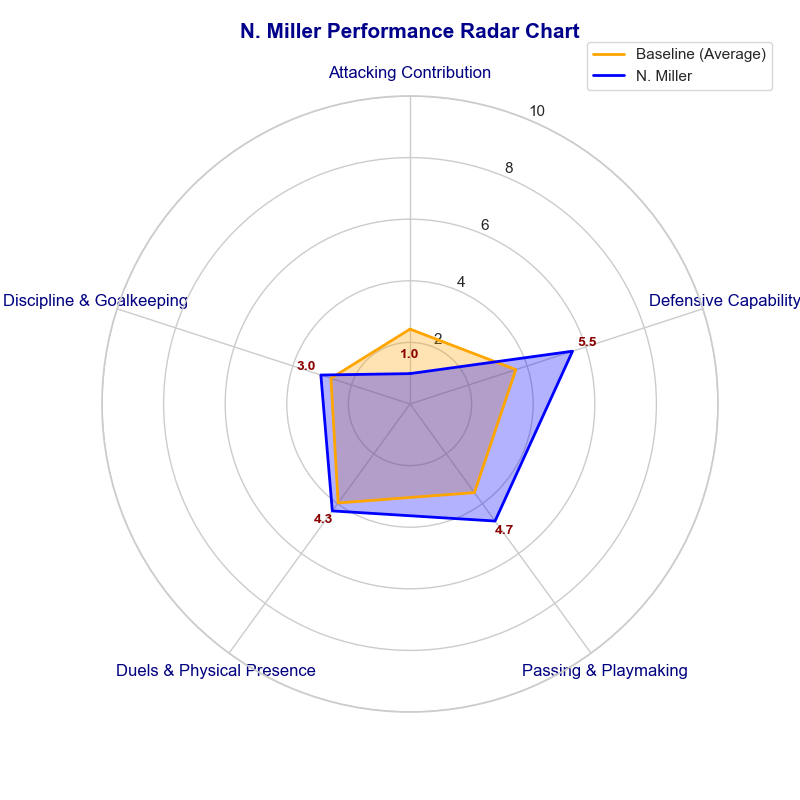 N. Miller Performance Radar Chart
Baseline (Average)
N. Miller
Attacking Contribution
10
8
6
4
2
Discipline & Goalkeeping
Defensive Capability
1.0
5.5
3.0
4.3
4.7
Duels & Physical Presence
Passing & Playmaking